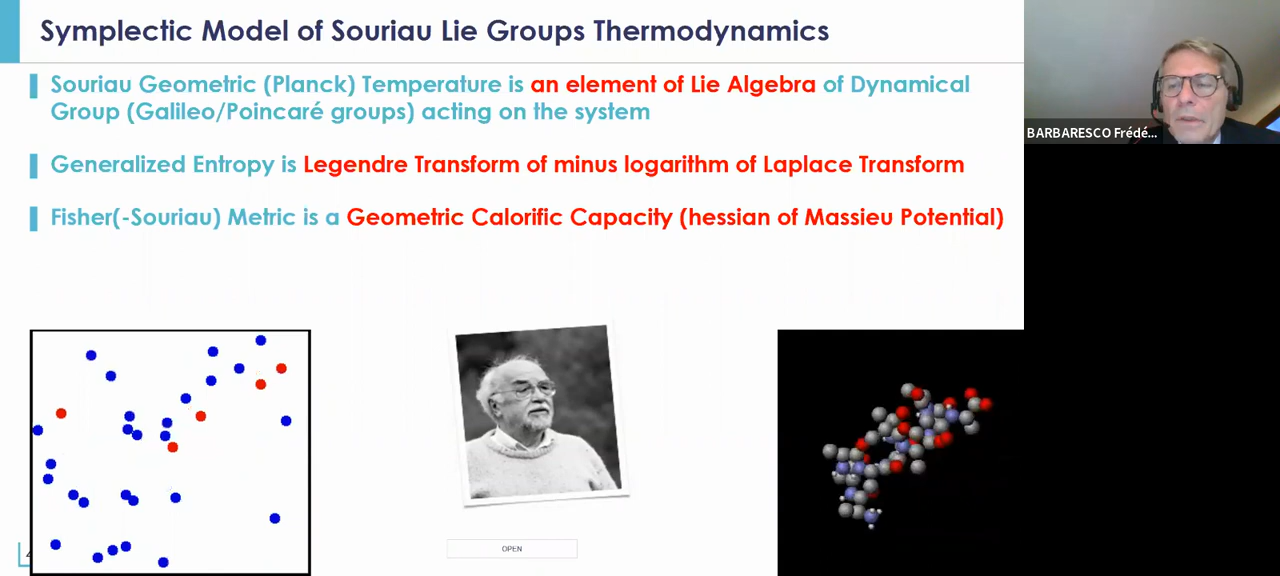 Symplectic Model of Souriau Lie Groups Thermodynamics
Souriau Geometric (Planck) Temperature is an element of Lie Algebra of Dynamical
Group (Galileo/Poincaré groups) acting on the system
Generalized Entropy is Legendre Transform of minus logarithm of Laplace Transform
Fisher(-Souriau) Metric is a Geometric Calorific Capacity (hessian of Massieu Potential)
BARBARESCO Frédé...
OPEN